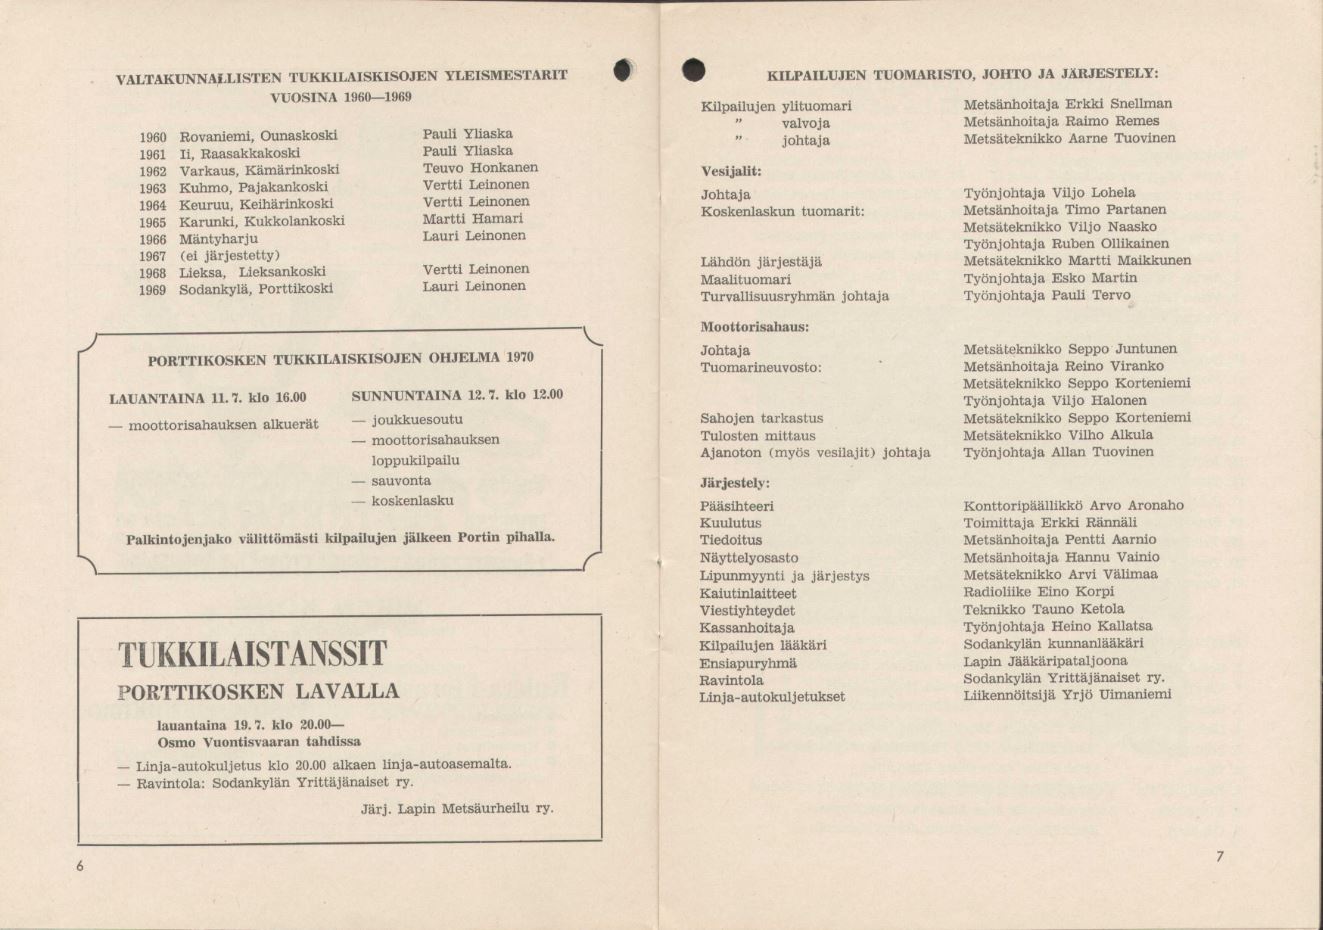 VALTAKUNNALLISTEN TUKKILAISKISOJEN YLEISMESTARIT
VUOSINA 1960—1969
1960 Rovaniemi, Ounaskoski Pauli Yliaska
1961 Ii, Raasakkakoski Pauli Yliaska
1962 Varkaus, Kämärinkoski Teuvo Honkanen
1963 Kuhmo, Pajakankoski Vertti Leinonen
1964 Keuruu, Keihärinkoski Vertti Leinonen
1965 Karunki, Kukkolankoski Martti Hamari
1966 Mäntyharju Lauri Leinonen
1967 (ei järjestetty)
1968 Lieksa, Lieksankoski Vertti Leinonen
1969 Sodankylä, Porttikoski Lauri Leinonen
PORTTIKOSKEN TUKKILAISKISOJEN OHJELMA 1970
LAUANTAINA 11.7. klo 16.00
— moottorisahauksen alkuerät
SUNNUNTAINA 12.7. klo 12.00
— joukkuesoutu
— moottorisahauksen
loppukilpailu
— sauvonta
— koskenlasku
Palkintojenjako välittömästi kilpailujen jälkeen Portin pihalla.
TUKKILAISTANSSIT
PORTTIKOSKEN LAVALLA
lauantaina 19.7. klo 20.00—
Osmo Vuontisvaaran tahdissa
— Linja-autokuljetus klo 20.00 alkaen linja-autoasemalta.
— Ravintola: Sodankylän Yrittäjänaiset ry.
Järj. Lapin Metsäurheilu ry.
6
KILPAILUJEN TUOMARISTO, JOHTO JA JÄRJESTELY:
Kilpailujen ylituomari Metsänhoitaja Erkki Snellman
" valvoja Metsänhoitaja Raimo Remes
" johtaja Metsäteknikko Aarne Tuovinen
Vesijalit:
Johtaja Työnjohtaja Viljo Lohela
Koskenlaskun tuomarit: Metsänhoitaja Timo Partanen
Metsäteknikko Viljo Naasko
Työnjohtaja Ruben Ollikainen
Lähdön järjestäjä Metsäteknikko Martti Maikkunen
Maalituomari Työnjohtaja Esko Martin
Turvallisuusryhmän johtaja Työnjohtaja Pauli Tervo
Moottorisahaus:
Johtaja Metsäteknikko Seppo Juntunen
Tuomarineuvosto: Metsänhoitaja Reino Viranko
Metsäteknikko Seppo Korteniemi
Työnjohtaja Viljo Halonen
Sahojen tarkastus Metsäteknikko Seppo Korteniemi
Tulosten mittaus Metsäteknikko Vilho Alkula
Ajanoton (myös vesilajit) johtaja Työnjohtaja Allan Tuovinen
Järjestely:
Pääsihteeri Konttoripäällikkö Arvo Aronaho
Kuulutus Toimittaja Erkki Rännäli
Tiedoitus Metsänhoitaja Pentti Aarnio
Näyttelyosasto Metsänhoitaja Hannu Vainio
Lipunmyynti ja järjestys Metsäteknikko Arvi Välimaa
Kaiutinlaitteet Radioliike Eino Korpi
Viestiyhteydet Teknikko Tauno Ketola
Kassanhoitaja Työnjohtaja Heino Kallatsa
Kilpailujen lääkäri Sodankylän kunnanlääkäri
Ensiapuryhmä Lapin Jääkäripataljoona
Ravintola Sodankylän Yrittäjänaiset ry.
Linja-autokuljetukset Liikennöitsijä Yrjö Uimaniemi
7